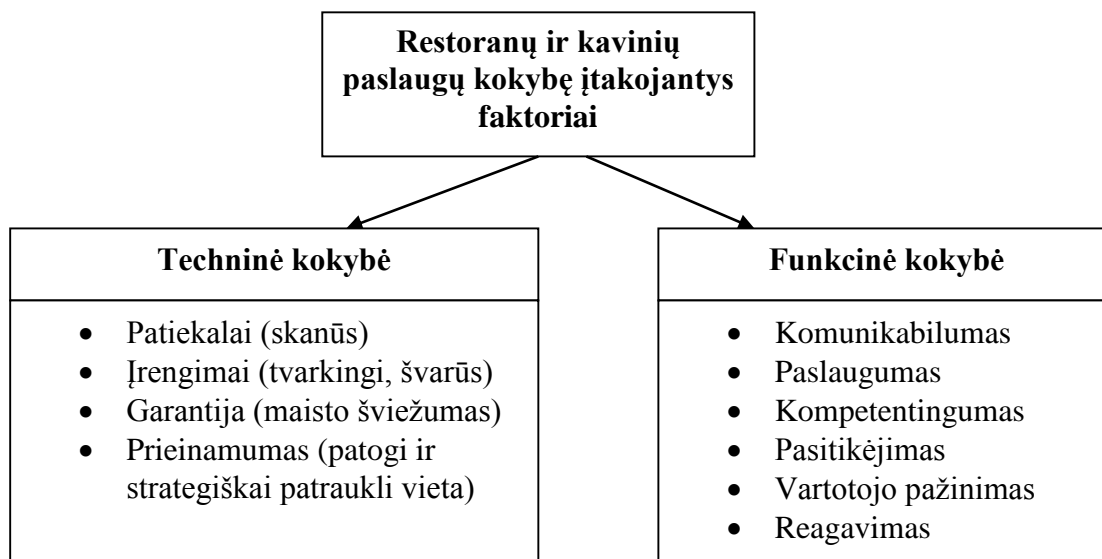 Restoranų ir kavinių
paslaugų kokybę įtakojantys
faktoriai
Techninė kokybė
• Patiekalai (skanūs)
• Įrengimai (tvarkingi, švarūs)
• Garantija (maisto šviežumas)
• Prieinamumas (patogi ir
strategiškai patraukli vieta)
Funkcinė kokybė
• Komunikabilumas
• Paslaugumas
• Kompetentingumas
• Pasitikėjimas
• Vartotojo pažinimas
• Reagavimas